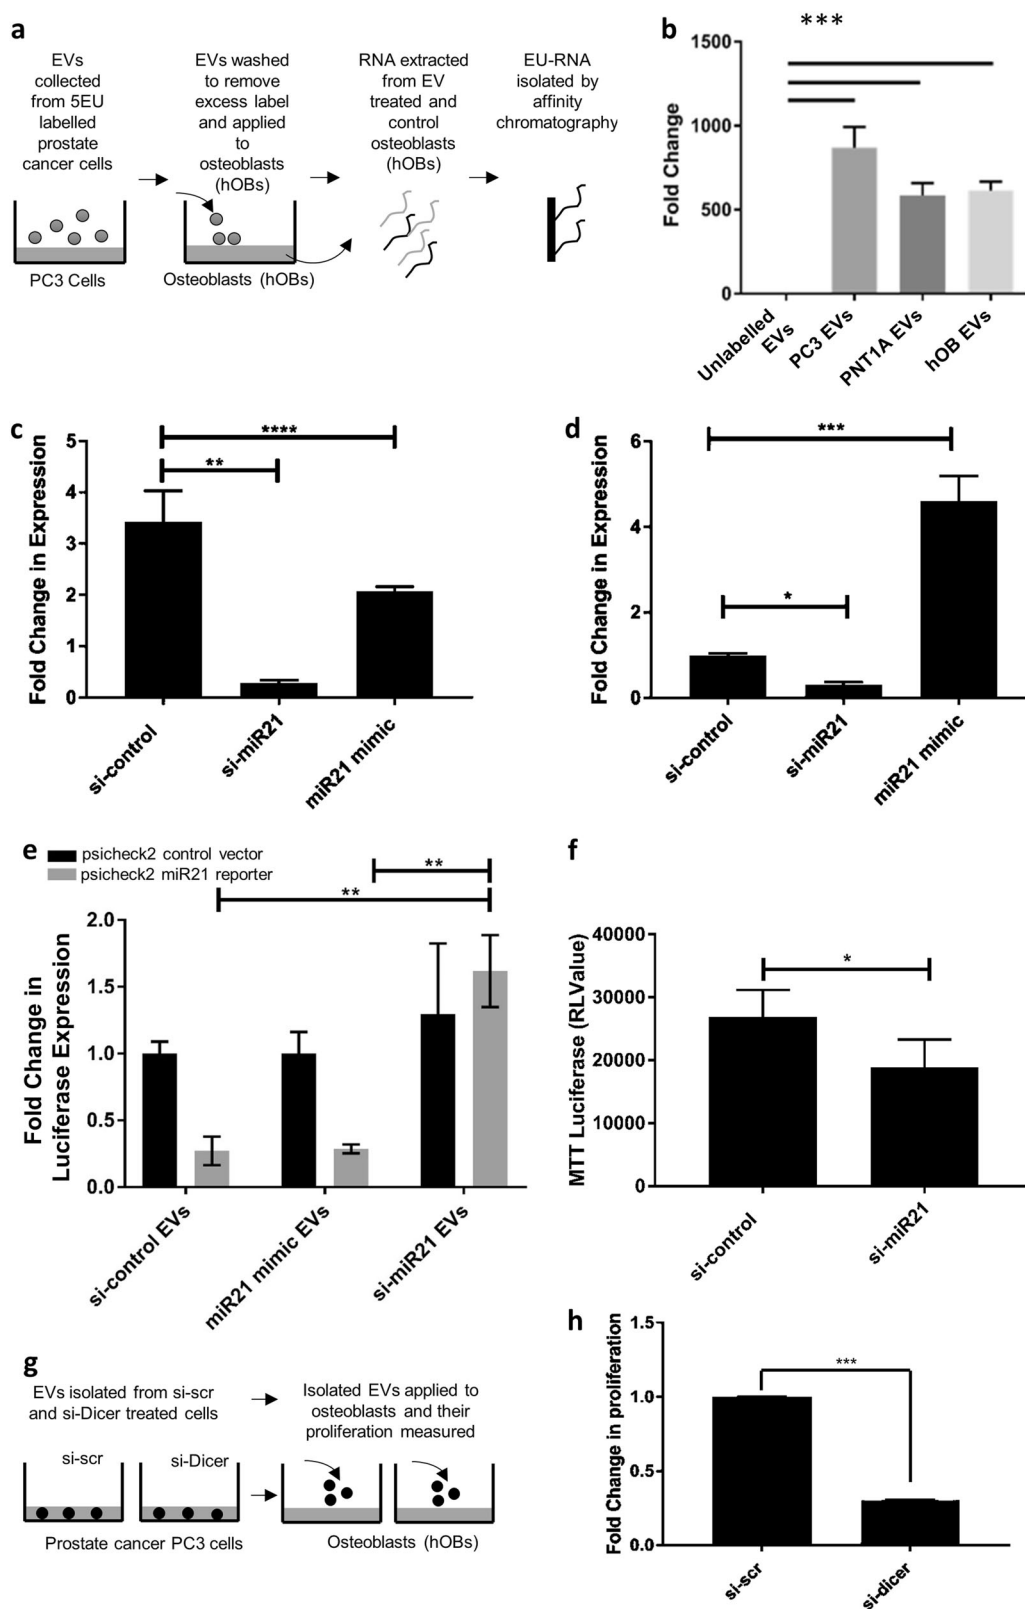 a
EVs
collected
from 5EU
labelled
prostate
cancer cells
EVs washed
to remove
excess label
and applied
to
osteoblasts
(hOBs)
RNA extracted
from EV
treated and
control
osteoblasts
(hOBs)
EU-RNA
isolated by
affinity
chromatography
PC3 Cells
Osteoblasts (hOBs)
b
***
Fold Change
1500
1000
500
0
Unlabelled
EVs
PC3 EVs
PNT1A EVs
hOB EVs
c
Fold Change in Expression
5
4
3
2
1
0
****
**
si-control
si-miR21
miR21 mimic
d
Fold Change in Expression
6
4
2
0
***
*
si-control
si-miR21
miR21 mimic
e
psicheck2 control vector
psicheck2 miR21 reporter
**
**
Fold Change in
Luciferase Expression
2.0
1.5
1.0
0.5
0.0
si-control EVs
miR21 mimic EVs
si-miR21 EVs
f
MTT Luciferase (RLValue)
40000
30000
20000
10000
0
*
si-control
si-miR21
g
EVs isolated from si-scr
and si-Dicer treated cells
Isolated EVs applied to
osteoblasts and their
proliferation measured
si-scr
si-Dicer
Prostate cancer PC3 cells
Osteoblasts (hOBs)
h
Fold Change in proliferation
1.5
1.0
0.5
0.0
***
si-scr
si-dicer